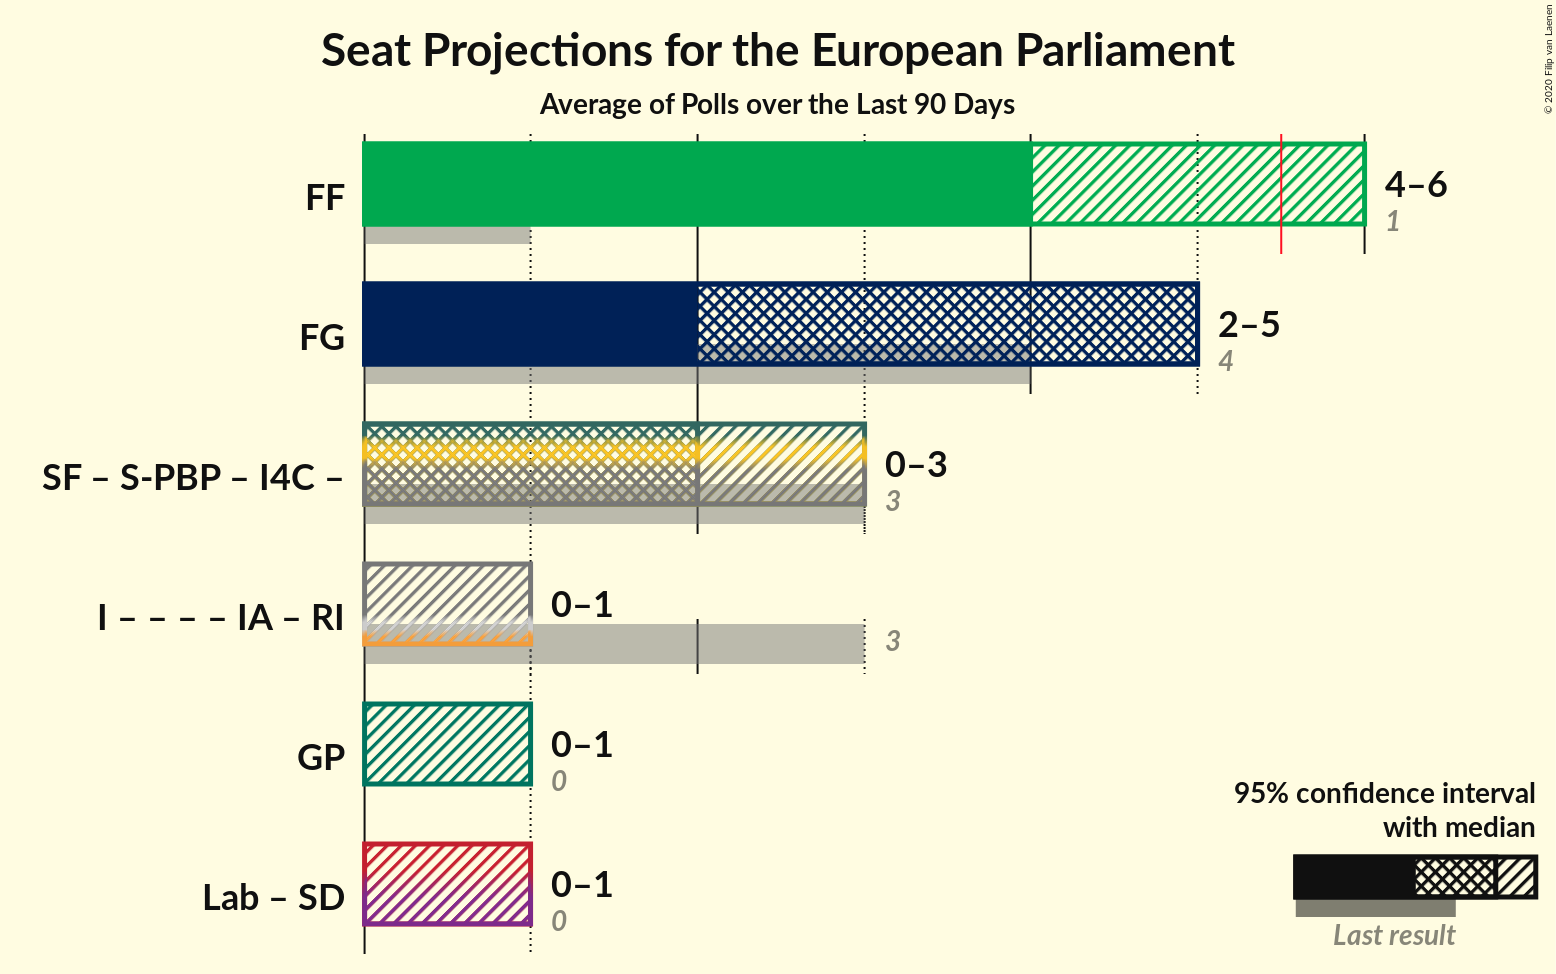 Seat Projections for the European Parliament
Average of Polls over the Last 90 Days
© 2020 Filip van Laenen
FF
4–6
1
FG
2–5
4
SF – S-PBP – I4C –
0–3
3
I – – – – IA – RI
0–1
3
GP
0–1
0
Lab – SD
0–1
0
95% confidence interval
with median
Last result